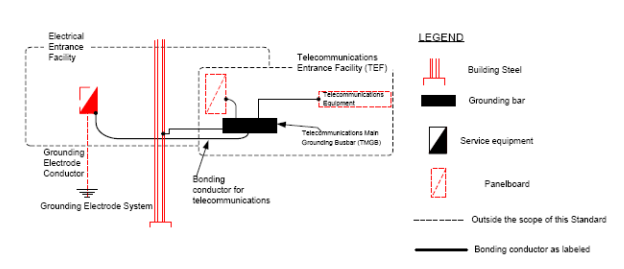 Electrical
Entrance
Facility
Telecommunications
Entrance Facility (TEF)
Telecommunications
Equipment
Telecommunications Main
Grounding Busbar (TMGB)
Grounding
Electrode
Conductor
Bonding
conductor for
telecommunications
Grounding Electrode System
LEGEND
Building Steel
Grounding bar
Service equipment
Panelboard
Outside the scope of this Standard
Bonding conductor as labeled